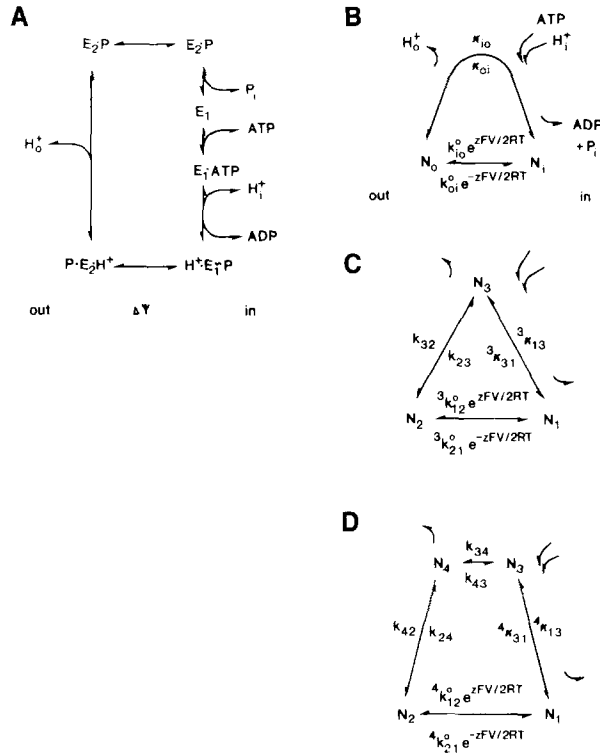 A
E₂·P E₂·P
Pᵢ
E₁
ATP
E₁·ATP
Hᵢ⁺
ADP
Hₒ⁺
P·E₂·H⁺ H⁺·E₁~P
out ΔΨ in
B
ATP
Hₒ⁺ Hᵢ⁺
κᵢₒ
κₒᵢ
ADP
+ Pᵢ
kᵢₒ° e^zFV/2RT
Nₒ Nᵢ
kₒᵢ° e^-zFV/2RT
out in
C
N₃
k₃₂ k₂₃ ³κ₃₁ ³κ₁₃
³k₁₂° e^zFV/2RT
N₂ N₁
³k₂₁° e^-zFV/2RT
D
k₃₄
N₄ N₃
k₄₃
k₄₂ k₂₄ ⁴κ₃₁ ⁴κ₁₃
⁴k₁₂° e^zFV/2RT
N₂ N₁
⁴k₂₁° e^-zFV/2RT